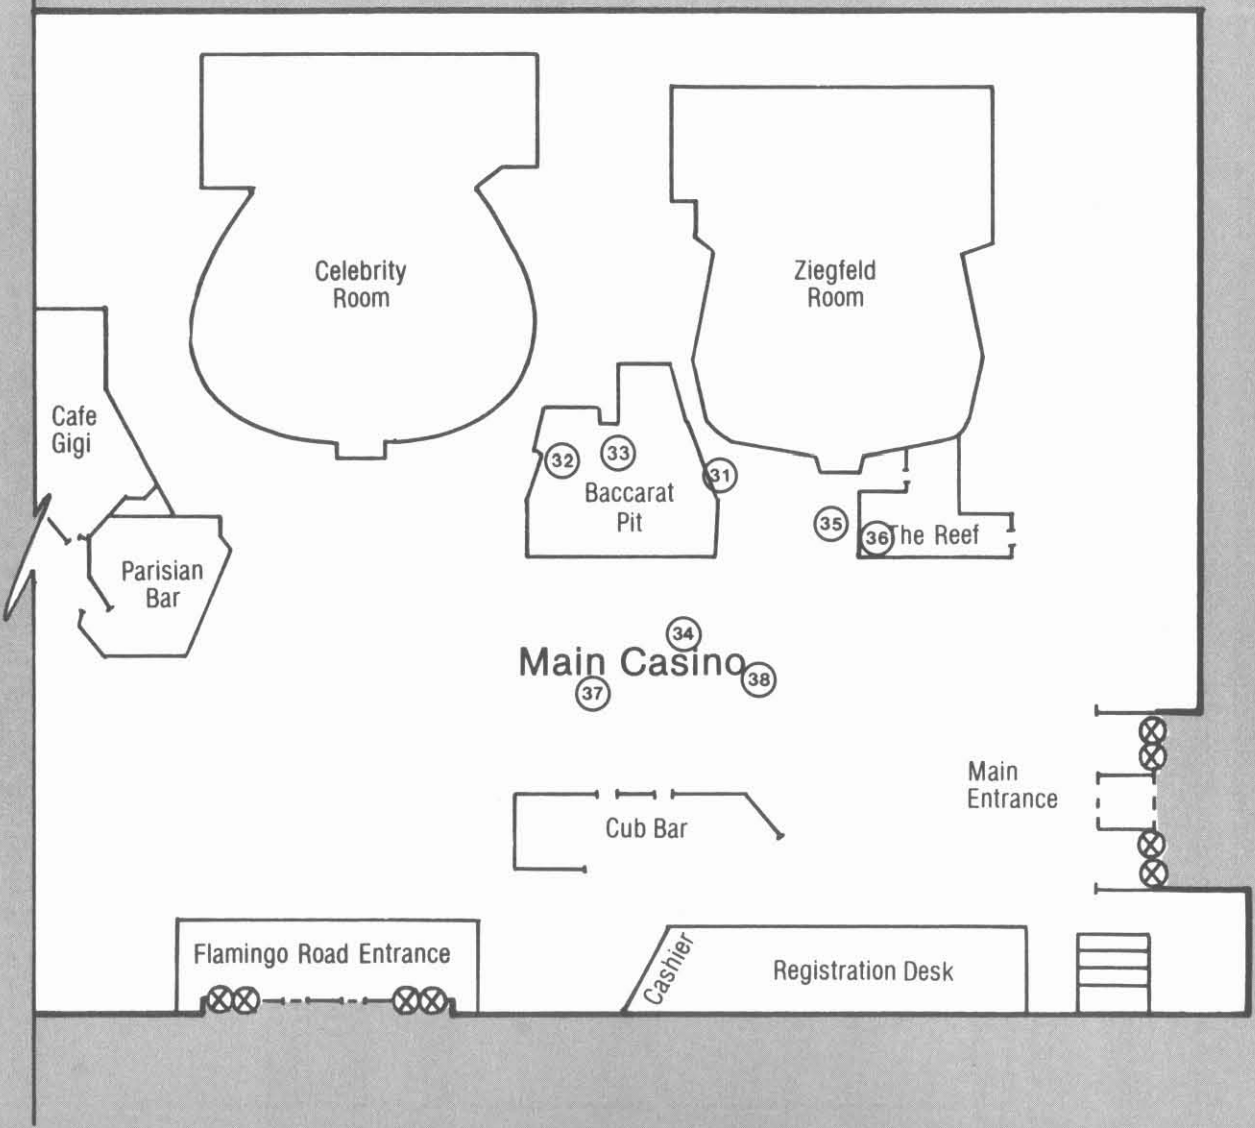 Celebrity
Room
Ziegfeld
Room
Cafe
Gigi
32
33
31
Baccarat
Pit
35
36
The Reef
Parisian
Bar
34
Main Casino
38
37
Main
Entrance
Cub Bar
Flamingo Road Entrance
Cashier
Registration Desk